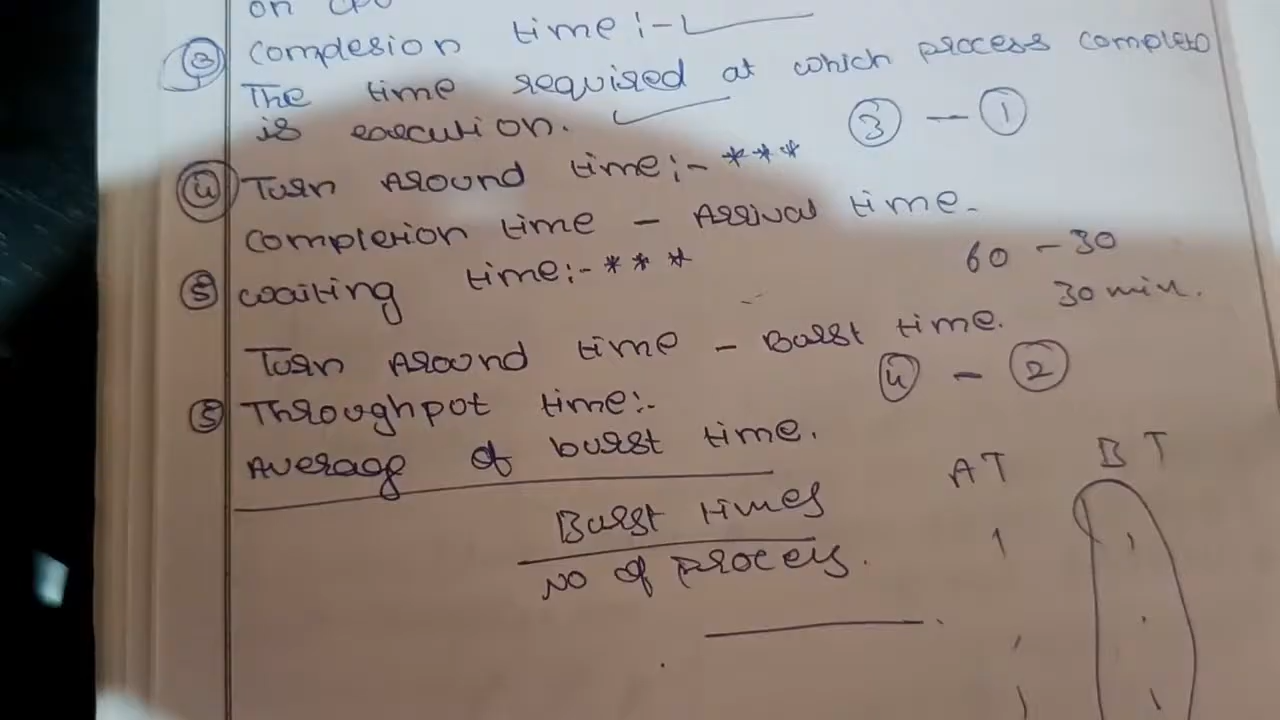 on CPU
③ Complesion time :-
The time required at which process completo
is execution.
③ - ①
④ Turn Around time :- ***
Completion time - Arrival time.
60 - 30
⑤ waiting time :- ***
30 min.
Turn Around time - Burst time.
④ - ②
⑤ Throughpot time :-
Average of burst time.
AT BT
Burst times
No of process.